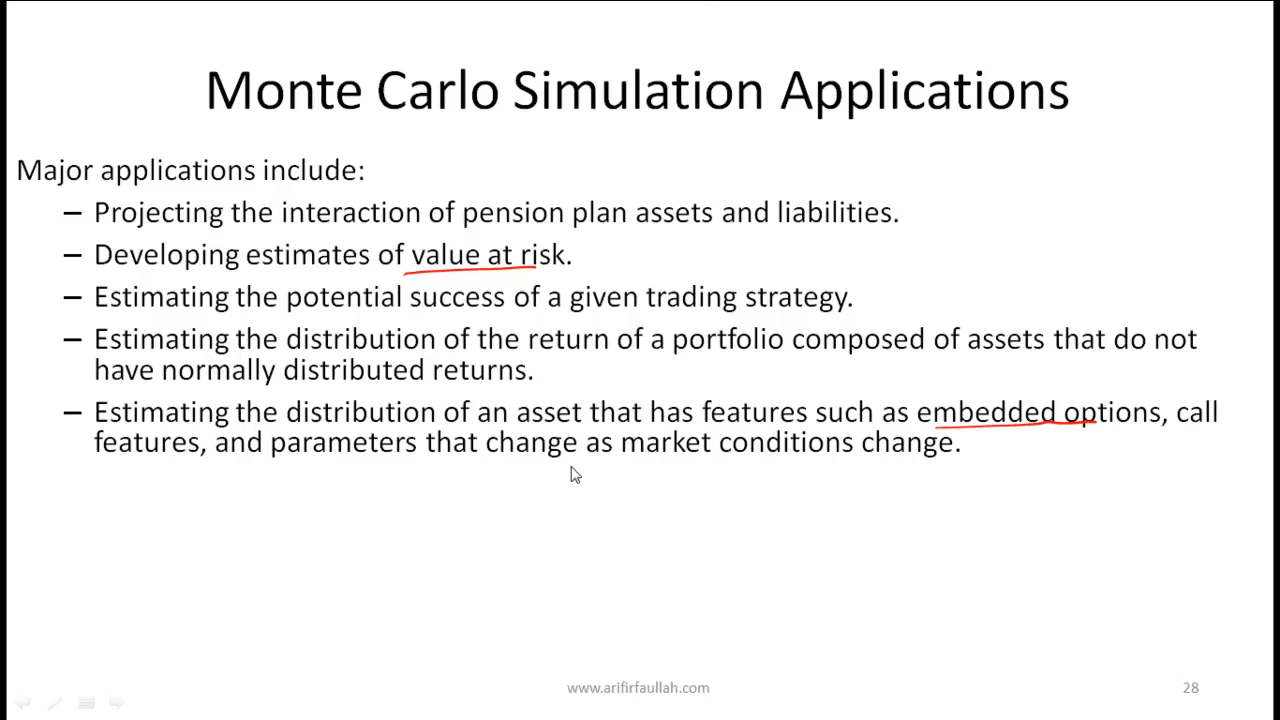 Monte Carlo Simulation Applications
Major applications include:
– Projecting the interaction of pension plan assets and liabilities.
– Developing estimates of value at risk.
– Estimating the potential success of a given trading strategy.
– Estimating the distribution of the return of a portfolio composed of assets that do not
have normally distributed returns.
– Estimating the distribution of an asset that has features such as embedded options, call
features, and parameters that change as market conditions change.
www.arifirfaullah.com
28